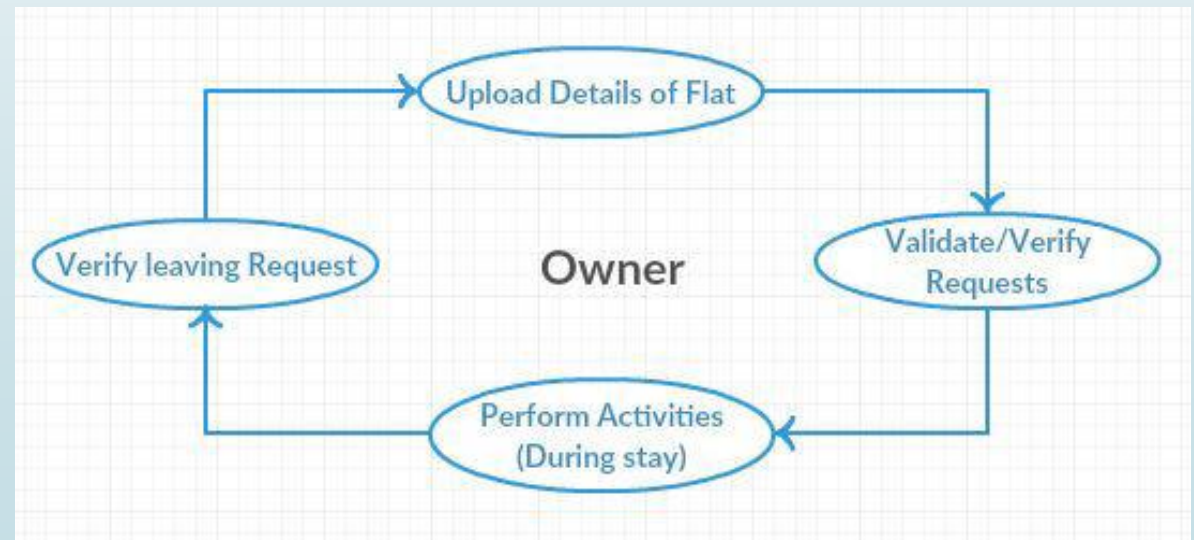 Upload Details of Flat
Validate/Verify
Requests
Verify leaving Request
Owner
Perform Activities
(During stay)